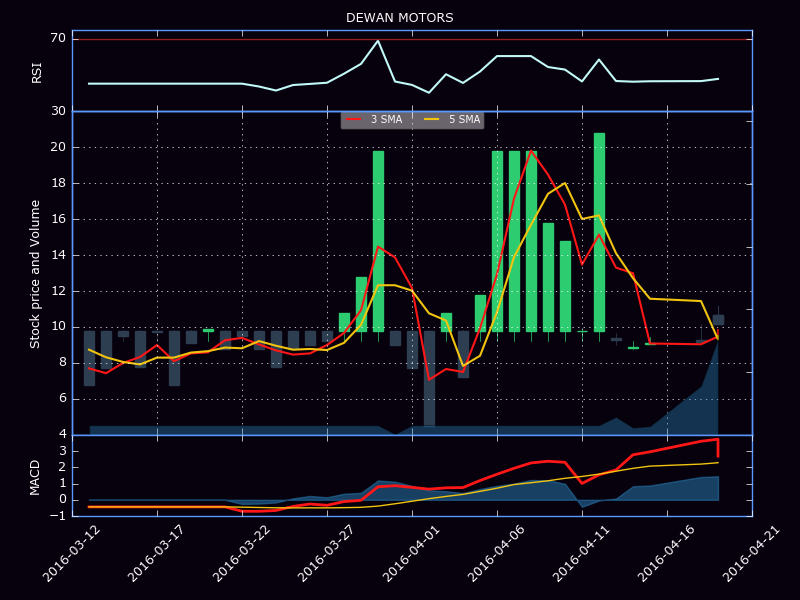 DEWAN MOTORS
70
RSI
30
3 SMA 5 SMA
20
18
16
14
12
10
8
6
4
Stock price and Volume
3
2
1
0
−1
MACD
2016-03-12 2016-03-17 2016-03-22 2016-03-27 2016-04-01 2016-04-06 2016-04-11 2016-04-16 2016-04-21